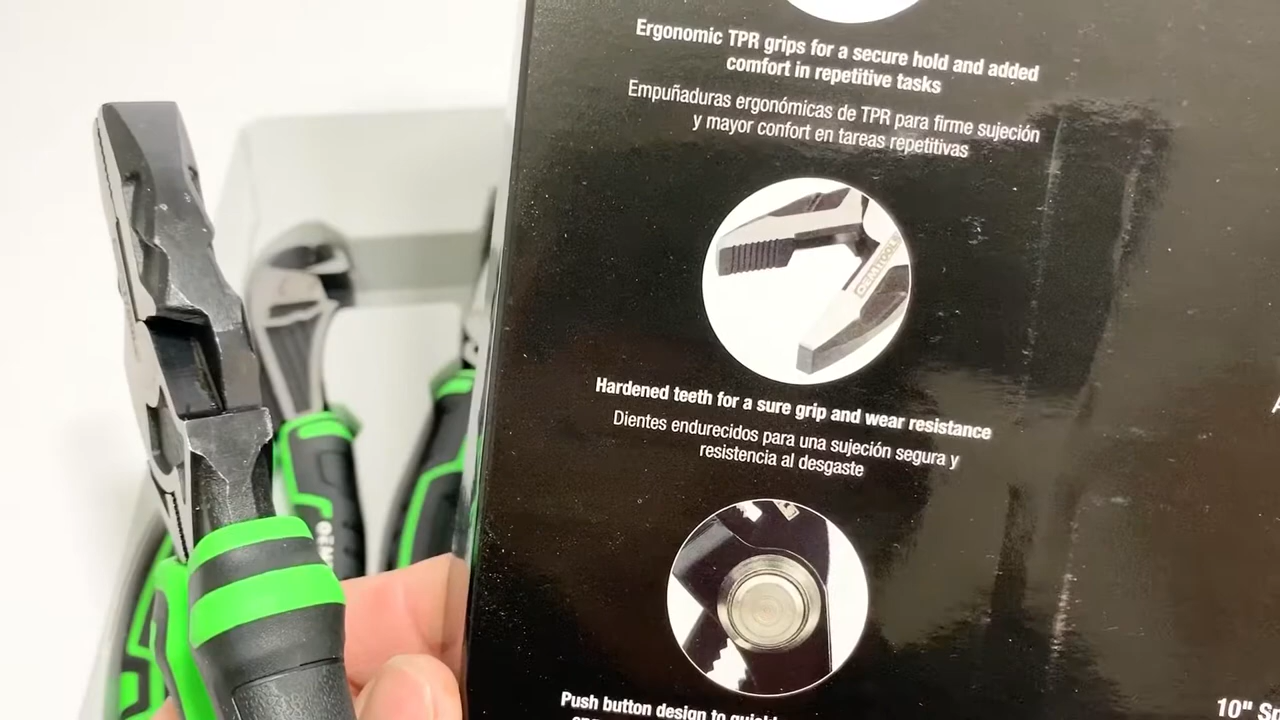 Ergonomic TPR grips for a secure hold and added
comfort in repetitive tasks
Empuñaduras ergonómicas de TPR para firme sujeción
y mayor confort en tareas repetitivas
OEMTOOLS
Hardened teeth for a sure grip and wear resistance
Dientes endurecidos para una sujeción segura y
resistencia al desgaste
Push button design to
10"